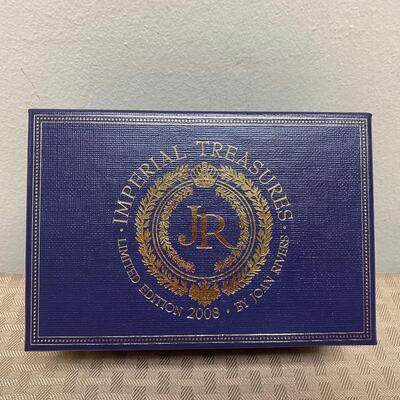 · IMPERIAL TREASURES ·
JR
LIMITED EDITION 2008 · BY JOAN RIVERS